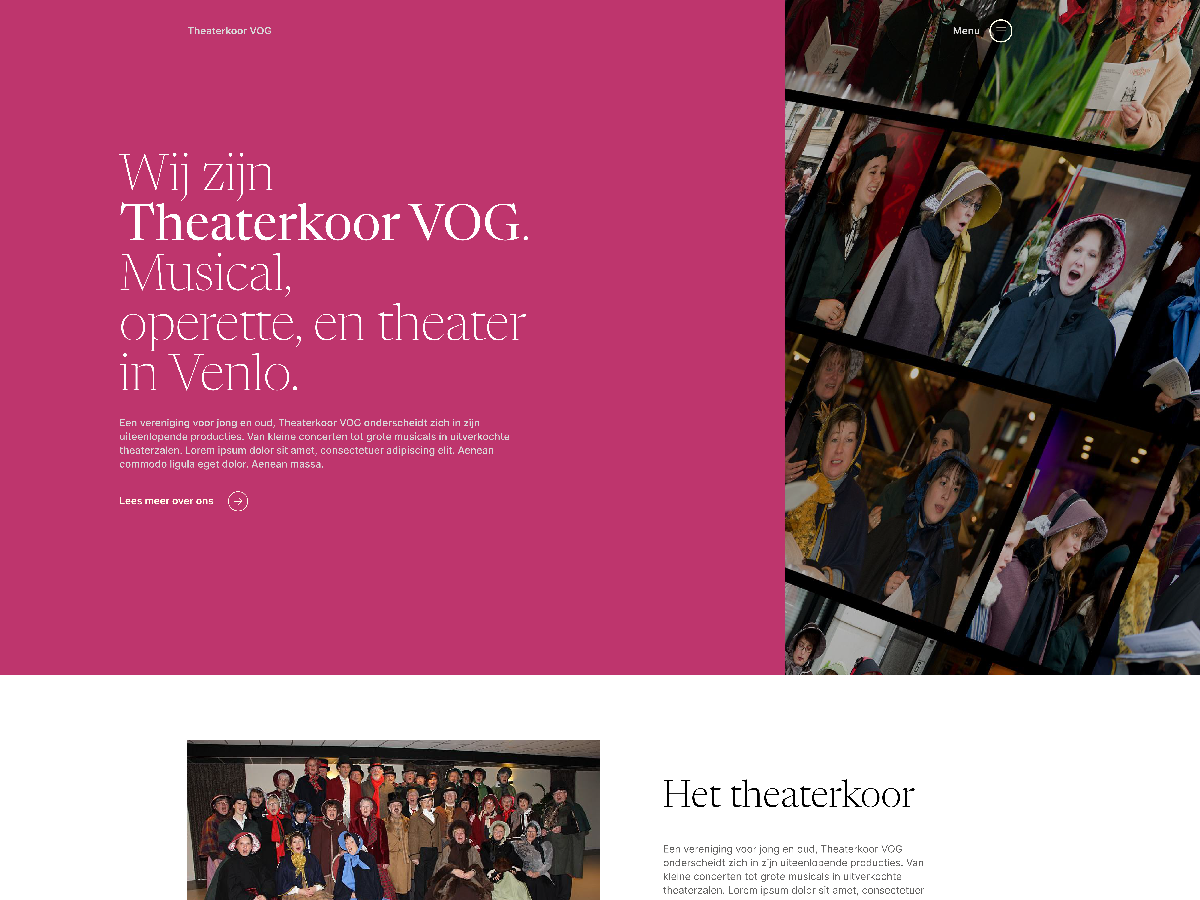 Theaterkoor VOG
Menu
Wij zijn
Theaterkoor VOG.
Musical,
operette, en theater
in Venlo.
Een vereniging voor jong en oud, Theaterkoor VOG onderscheidt zich in zijn
uiteenlopende producties. Van kleine concerten tot grote musicals in uitverkochte
theaterzalen. Lorem ipsum dolor sit amet, consectetuer adipiscing elit. Aenean
commodo ligula eget dolor. Aenean massa.
Lees meer over ons
Het theaterkoor
Een vereniging voor jong en oud, Theaterkoor VOG
onderscheidt zich in zijn uiteenlopende producties. Van
kleine concerten tot grote musicals in uitverkochte
theaterzalen. Lorem ipsum dolor sit amet, consectetuer